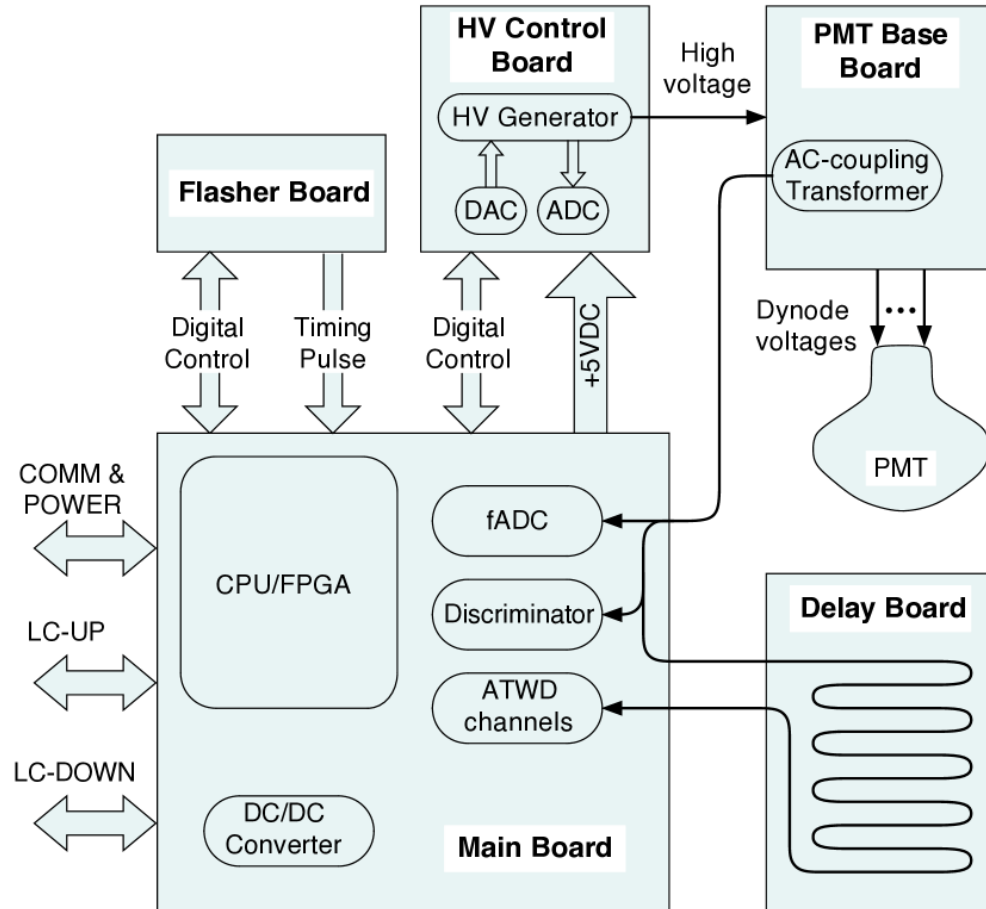 HV Control
Board
HV Generator
DAC
ADC
High
voltage
PMT Base
Board
AC-coupling
Transformer
Flasher Board
Digital
Control
Timing
Pulse
Digital
Control
+5VDC
Dynode
voltages
PMT
COMM &
POWER
LC-UP
LC-DOWN
CPU/FPGA
fADC
Discriminator
ATWD
channels
DC/DC
Converter
Main Board
Delay Board